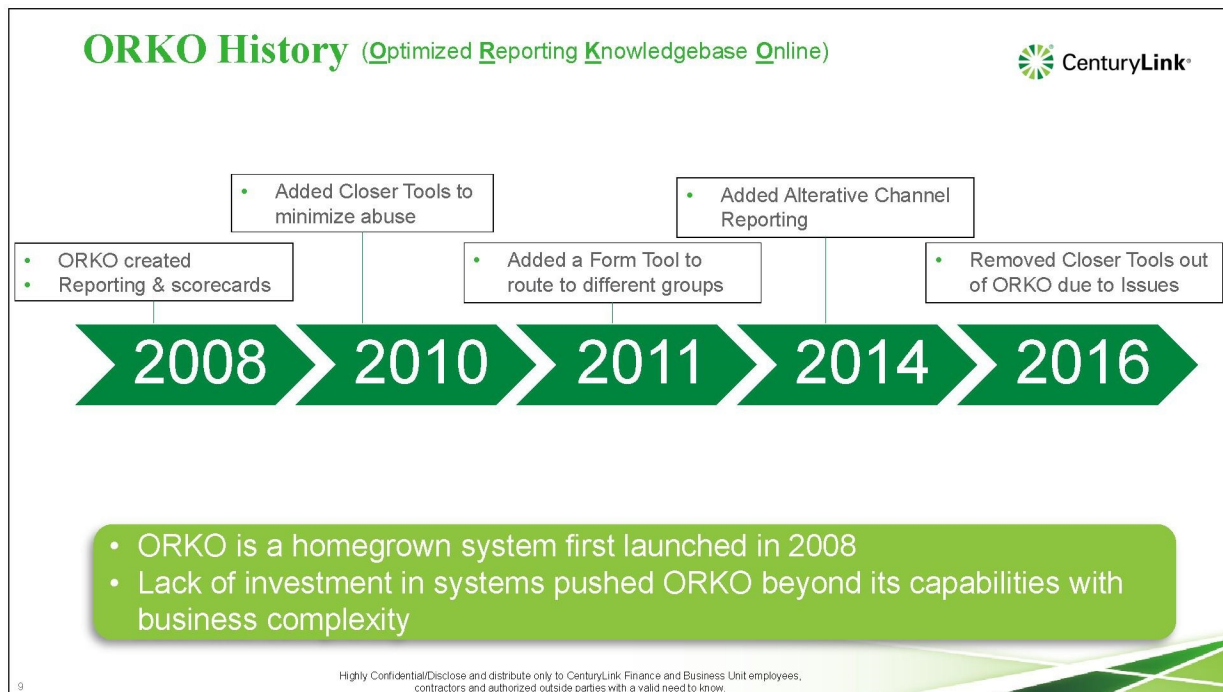 ORKO History (Optimized Reporting Knowledgebase Online)
CenturyLink®
• Added Closer Tools to
minimize abuse
• Added Alterative Channel
Reporting
• ORKO created
• Reporting & scorecards
• Added a Form Tool to
route to different groups
• Removed Closer Tools out
of ORKO due to Issues
2008
2010
2011
2014
2016
• ORKO is a homegrown system first launched in 2008
• Lack of investment in systems pushed ORKO beyond its capabilities with
business complexity
Highly Confidential/Disclose and distribute only to CenturyLink Finance and Business Unit employees,
contractors and authorized outside parties with a valid need to know.
9